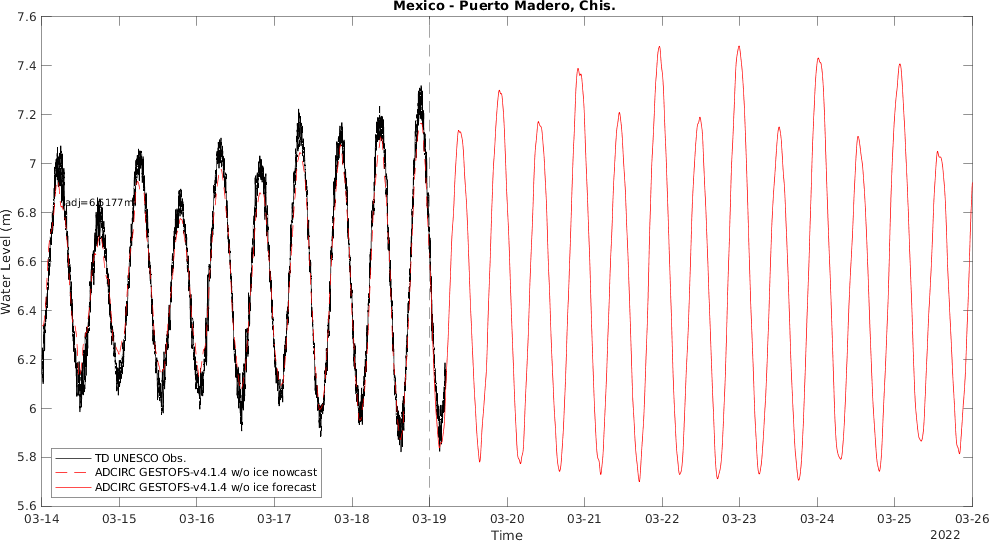 Mexico - Puerto Madero, Chis.
7.6
7.4
7.2
7
6.8
6.6
6.4
6.2
6
5.8
5.6
Water Level (m)
adj=6.5177m
TD UNESCO Obs.
ADCIRC GESTOFS-v4.1.4 w/o ice nowcast
ADCIRC GESTOFS-v4.1.4 w/o ice forecast
03-14 03-15 03-16 03-17 03-18 03-19 03-20 03-21 03-22 03-23 03-24 03-25 03-26
Time
2022